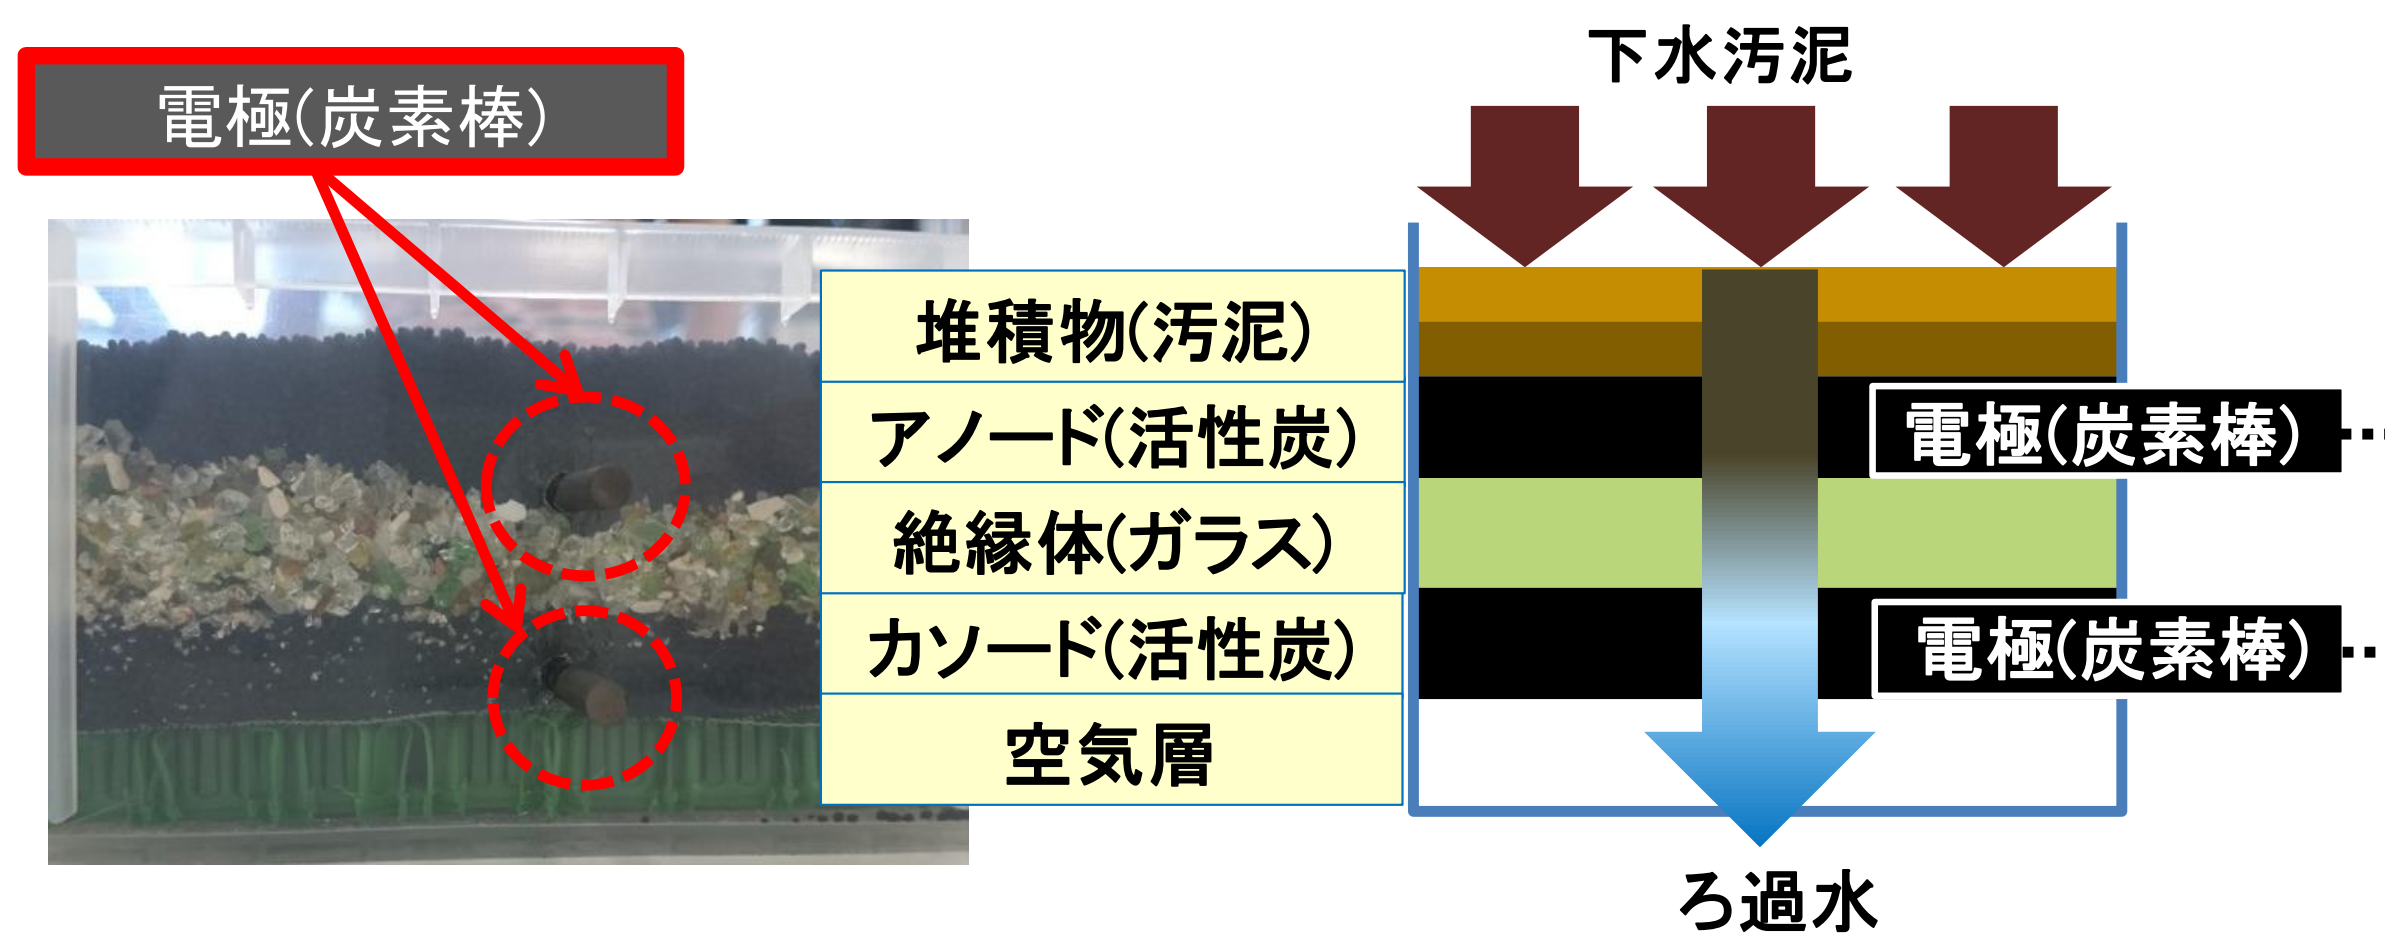 電極(炭素棒)
下水汚泥
堆積物(汚泥)
アノード(活性炭)
電極(炭素棒)
絶縁体(ガラス)
カソード(活性炭)
電極(炭素棒)
空気層
ろ過水